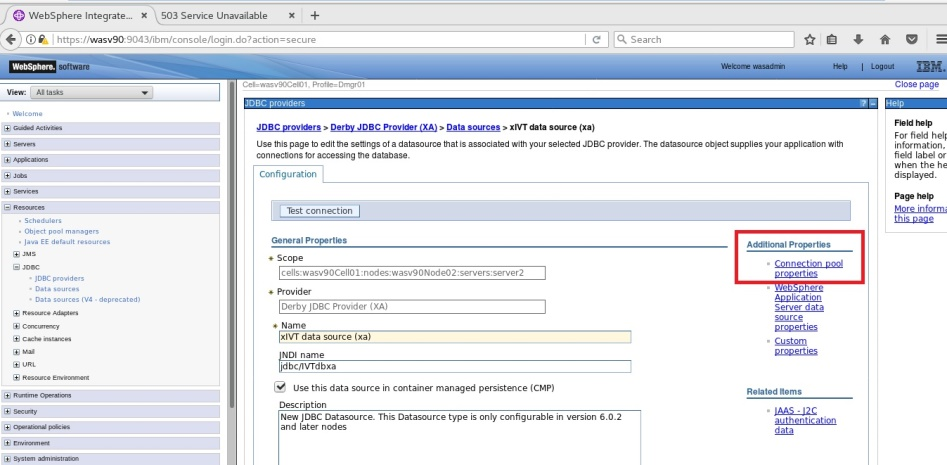 WebSphere Integrate... ×
503 Service Unavailable ×
https://wasv90:9043/ibm/console/login.do?action=secure
Search
WebSphere. software
Welcome wasadmin
Help
Logout
IBM.
View: All tasks
Welcome
Guided Activities
Servers
Applications
Jobs
Services
Resources
Schedulers
Object pool managers
Java EE default resources
JMS
JDBC
JDBC providers
Data sources
Data sources (V4 - deprecated)
Resource Adapters
Concurrency
Cache instances
Mail
URL
Resource Environment
Runtime Operations
Security
Operational policies
Environment
System administration
Cell=wasv90Cell01, Profile=Dmgr01
Close page
JDBC providers
JDBC providers > Derby JDBC Provider (XA) > Data sources > xIVT data source (xa)
Use this page to edit the settings of a datasource that is associated with your selected JDBC provider. The datasource object supplies your application with
connections for accessing the database.
Configuration
Test connection
General Properties
Scope
cells:wasv90Cell01:nodes:wasv90Node02:servers:server2
Provider
Derby JDBC Provider (XA)
Name
xIVT data source (xa)
JNDI name
jdbc/IVTdbxa
Use this data source in container managed persistence (CMP)
Description
New JDBC Datasource. This Datasource type is only configurable in version 6.0.2
and later nodes
Additional Properties
Connection pool
properties
WebSphere
Application
Server data
source
properties
Custom
properties
Related Items
JAAS - J2C
authentication
data
Help
Field help
For field help
information,
field label or
when the he
displayed.
Page help
More informa
this page